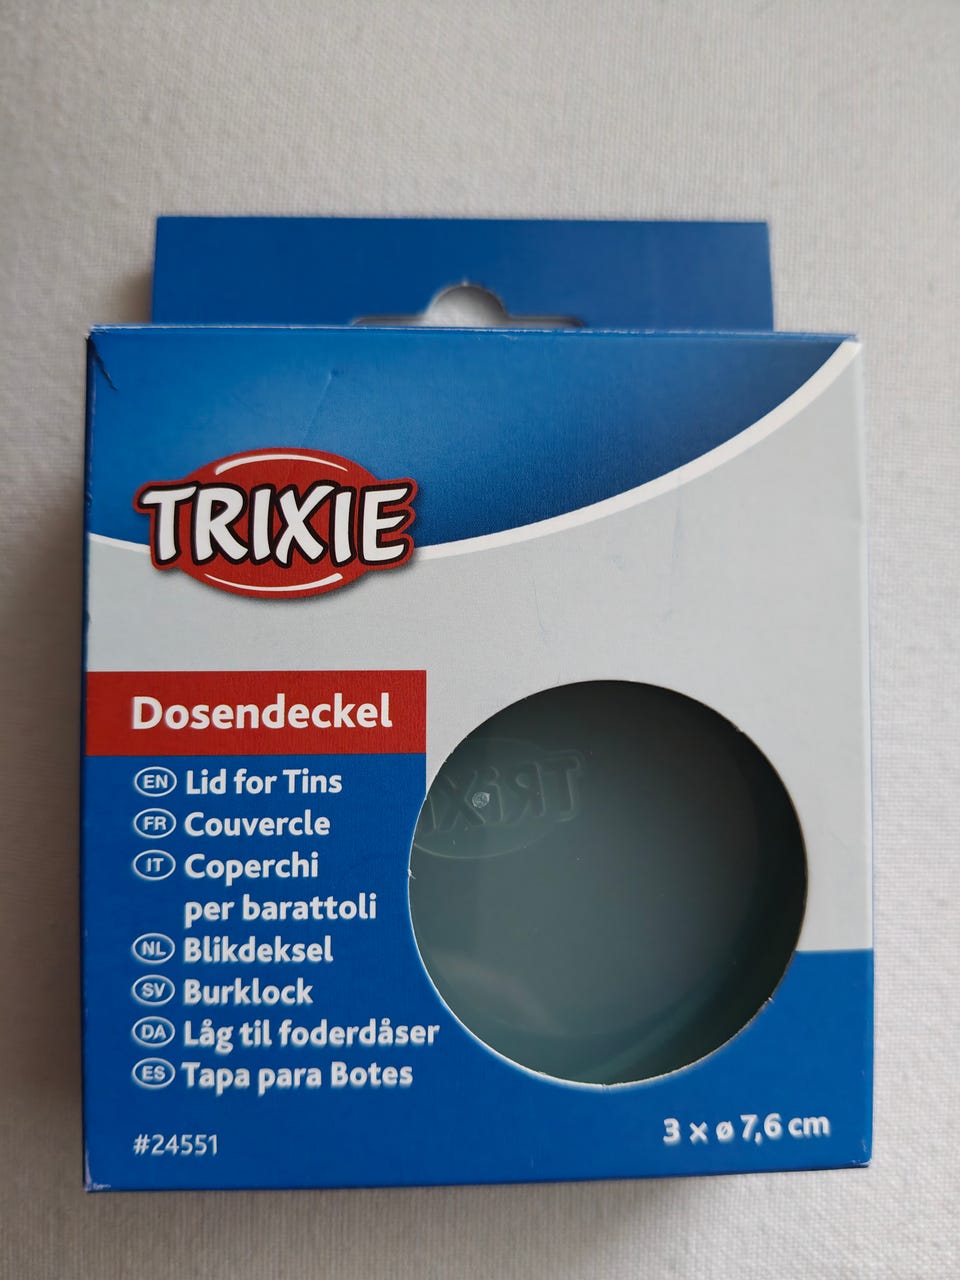 TRIXIE
Dosendeckel
EN Lid for Tins
FR Couvercle
IT Coperchi
per barattoli
NL Blikdeksel
SV Burklock
DA Låg til foderdåser
ES Tapa para Botes
#24551
3 x ø 7,6 cm
TRiXI